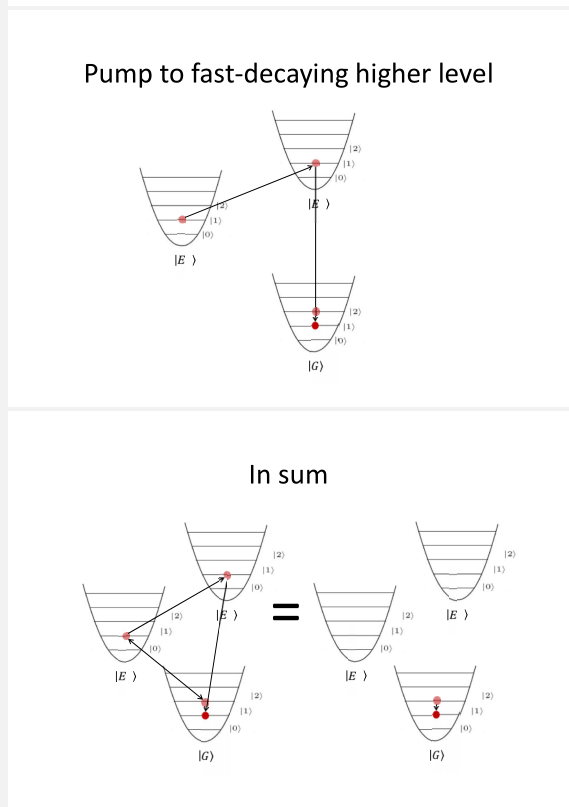 Pump to fast-decaying higher level
|2⟩
|1⟩
|0⟩
|E ⟩
|2⟩
|1⟩
|0⟩
|E ⟩
|2⟩
|1⟩
|0⟩
|G⟩
In sum
|2⟩
|1⟩
|0⟩
|E ⟩
|2⟩
|1⟩
|0⟩
|E ⟩
|2⟩
|1⟩
|0⟩
|G⟩
=
|2⟩
|1⟩
|0⟩
|E ⟩
|2⟩
|1⟩
|0⟩
|E ⟩
|2⟩
|1⟩
|0⟩
|G⟩